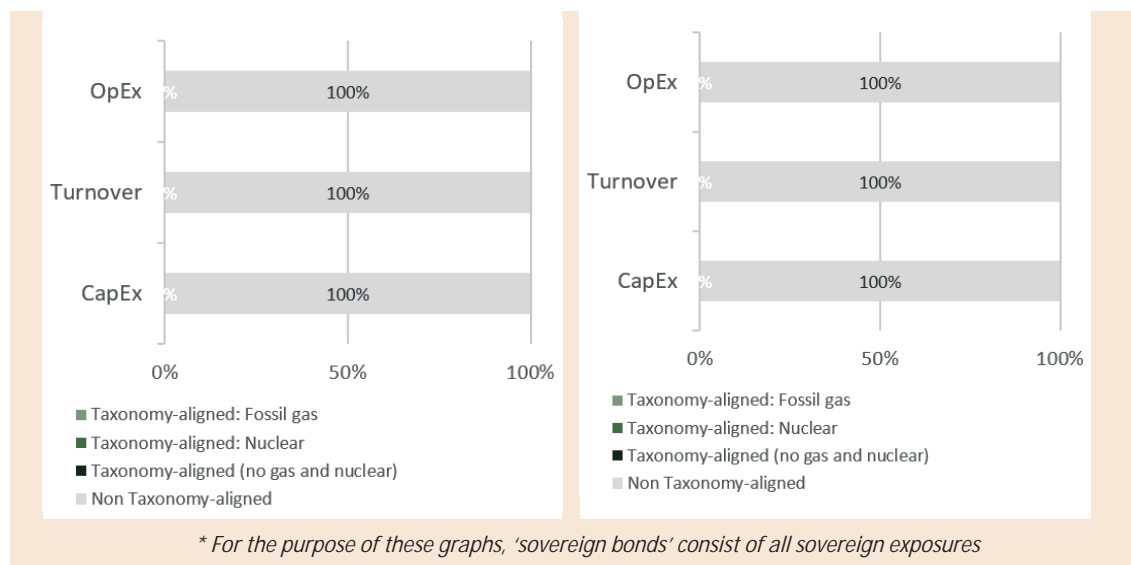 OpEx
% 100%
Turnover
% 100%
CapEx
% 100%
0% 50% 100%
Taxonomy-aligned: Fossil gas
Taxonomy-aligned: Nuclear
Taxonomy-aligned (no gas and nuclear)
Non Taxonomy-aligned
OpEx
% 100%
Turnover
% 100%
CapEx
% 100%
0% 50% 100%
Taxonomy-aligned: Fossil gas
Taxonomy-aligned: Nuclear
Taxonomy-aligned (no gas and nuclear)
Non Taxonomy-aligned
* For the purpose of these graphs, ‘sovereign bonds’ consist of all sovereign exposures